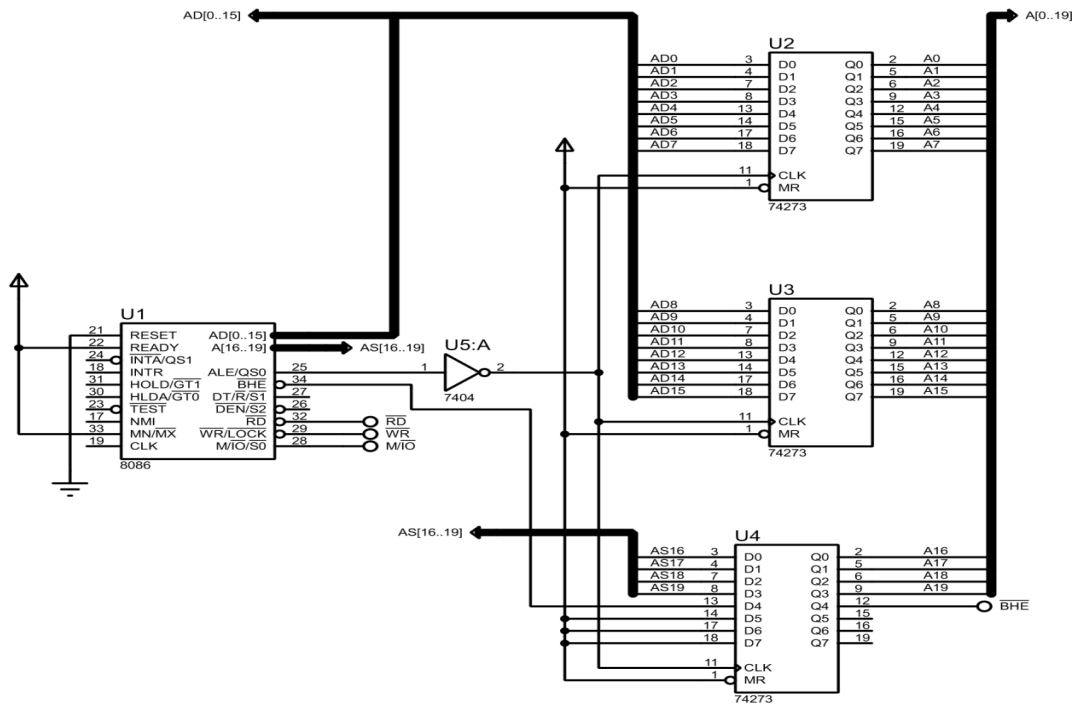 AD[0..15]
A[0..19]
U2
AD0 3 D0 Q0 2 A0
AD1 4 D1 Q1 5 A1
AD2 7 D2 Q2 6 A2
AD3 8 D3 Q3 9 A3
AD4 13 D4 Q4 12 A4
AD5 14 D5 Q5 15 A5
AD6 17 D6 Q6 16 A6
AD7 18 D7 Q7 19 A7
11 CLK
1 MR
74273
U3
AD8 3 D0 Q0 2 A8
AD9 4 D1 Q1 5 A9
AD10 7 D2 Q2 6 A10
AD11 8 D3 Q3 9 A11
AD12 13 D4 Q4 12 A12
AD13 14 D5 Q5 15 A13
AD14 17 D6 Q6 16 A14
AD15 18 D7 Q7 19 A15
11 CLK
1 MR
74273
U1
21 RESET AD[0..15]
22 READY A[16..19] AS[16..19]
24 INTA/QS1
18 INTR ALE/QS0 25
31 HOLD/GT1 BHE 34
30 HLDA/GT0 DT/R/S1 27
23 TEST DEN/S2 26
17 NMI RD 32 RD
33 MN/MX WR/LOCK 29 WR
19 CLK M/IO/S0 28 M/IO
8086
U5:A
1 2
7404
AS[16..19]
U4
AS16 3 D0 Q0 2 A16
AS17 4 D1 Q1 5 A17
AS18 7 D2 Q2 6 A18
AS19 8 D3 Q3 9 A19
13 D4 Q4 12 BHE
14 D5 Q5 15
17 D6 Q6 16
18 D7 Q7 19
11 CLK
1 MR
74273